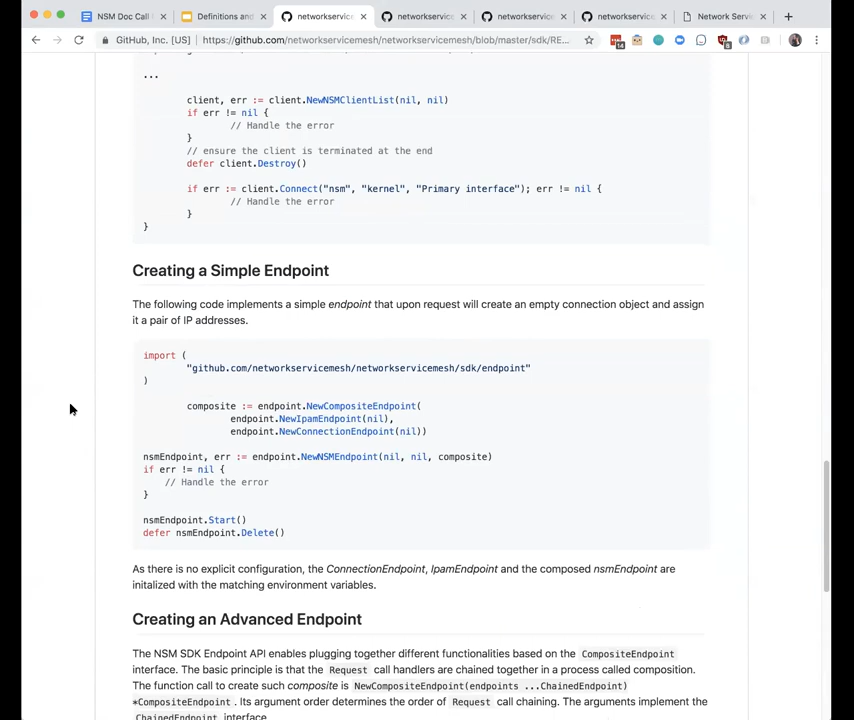 NSM Doc Call
Definitions and
networkservice
networkservic
networkservic
networkservic
Network Serv
GitHub, Inc. [US] https://github.com/networkservicemesh/networkservicemesh/blob/master/sdk/RE...
14
8
...
client, err := client.NewNSMClientList(nil, nil)
if err != nil {
// Handle the error
}
// ensure the client is terminated at the end
defer client.Destroy()
if err := client.Connect("nsm", "kernel", "Primary interface"); err != nil {
// Handle the error
}
}
Creating a Simple Endpoint
The following code implements a simple endpoint that upon request will create an empty connection object and assign
it a pair of IP addresses.
import (
"github.com/networkservicemesh/networkservicemesh/sdk/endpoint"
)
composite := endpoint.NewCompositeEndpoint(
endpoint.NewIpamEndpoint(nil),
endpoint.NewConnectionEndpoint(nil))
nsmEndpoint, err := endpoint.NewNSMEndpoint(nil, nil, composite)
if err != nil {
// Handle the error
}
nsmEndpoint.Start()
defer nsmEndpoint.Delete()
As there is no explicit configuration, the ConnectionEndpoint, IpamEndpoint and the composed nsmEndpoint are
initalized with the matching environment variables.
Creating an Advanced Endpoint
The NSM SDK Endpoint API enables plugging together different functionalities based on the CompositeEndpoint
interface. The basic principle is that the Request call handlers are chained together in a process called composition.
The function call to create such composite is NewCompositeEndpoint(endpoints ...ChainedEndpoint)
*CompositeEndpoint . Its argument order determines the order of Request call chaining. The arguments implement the
ChainedEndpoint interface